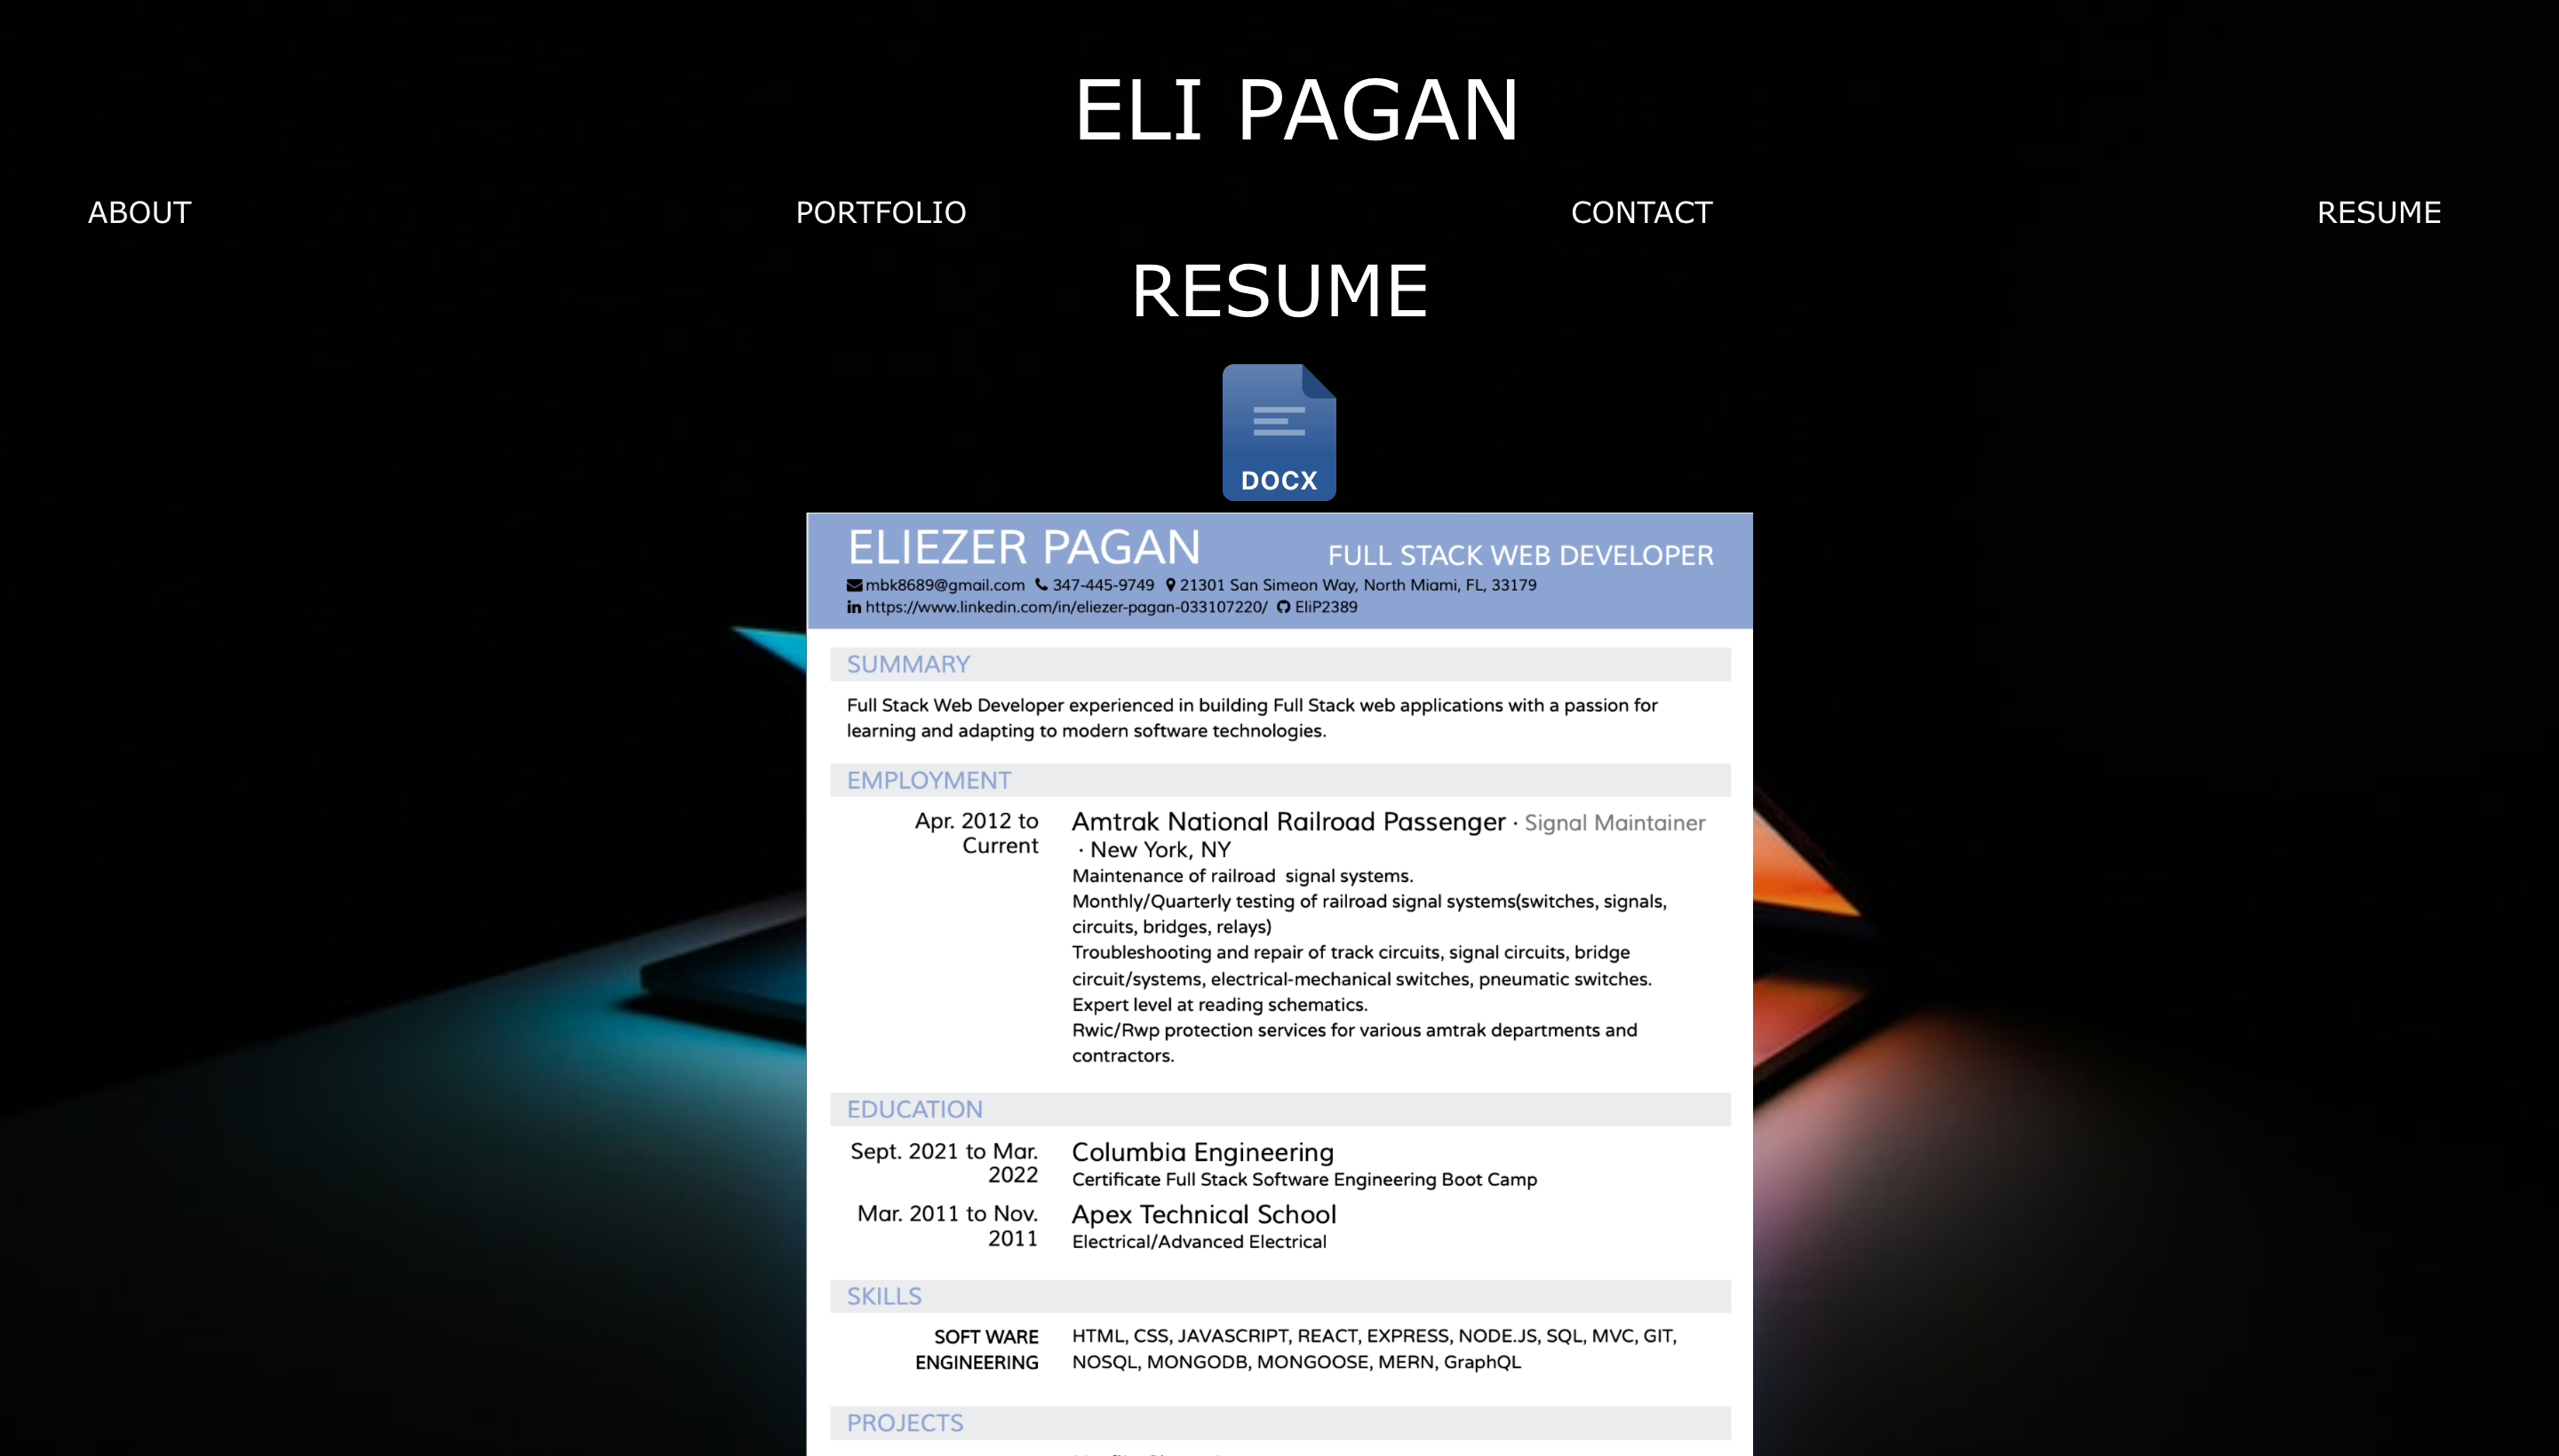 ELI PAGAN
ABOUT PORTFOLIO CONTACT RESUME
RESUME
DOCX
ELIEZER PAGAN FULL STACK WEB DEVELOPER
mbk8689@gmail.com 347-445-9749 21301 San Simeon Way, North Miami, FL, 33179
in https://www.linkedin.com/in/eliezer-pagan-033107220/ EliP2389
SUMMARY
Full Stack Web Developer experienced in building Full Stack web applications with a passion for
learning and adapting to modern software technologies.
EMPLOYMENT
Apr. 2012 to
Current
Amtrak National Railroad Passenger · Signal Maintainer
· New York, NY
Maintenance of railroad  signal systems.
Monthly/Quarterly testing of railroad signal systems(switches, signals,
circuits, bridges, relays)
Troubleshooting and repair of track circuits, signal circuits, bridge
circuit/systems, electrical-mechanical switches, pneumatic switches.
Expert level at reading schematics.
Rwic/Rwp protection services for various amtrak departments and
contractors.
EDUCATION
Sept. 2021 to Mar.
2022
Columbia Engineering
Certificate Full Stack Software Engineering Boot Camp
Mar. 2011 to Nov.
2011
Apex Technical School
Electrical/Advanced Electrical
SKILLS
SOFT WARE
ENGINEERING
HTML, CSS, JAVASCRIPT, REACT, EXPRESS, NODE.JS, SQL, MVC, GIT,
NOSQL, MONGODB, MONGOOSE, MERN, GraphQL
PROJECTS